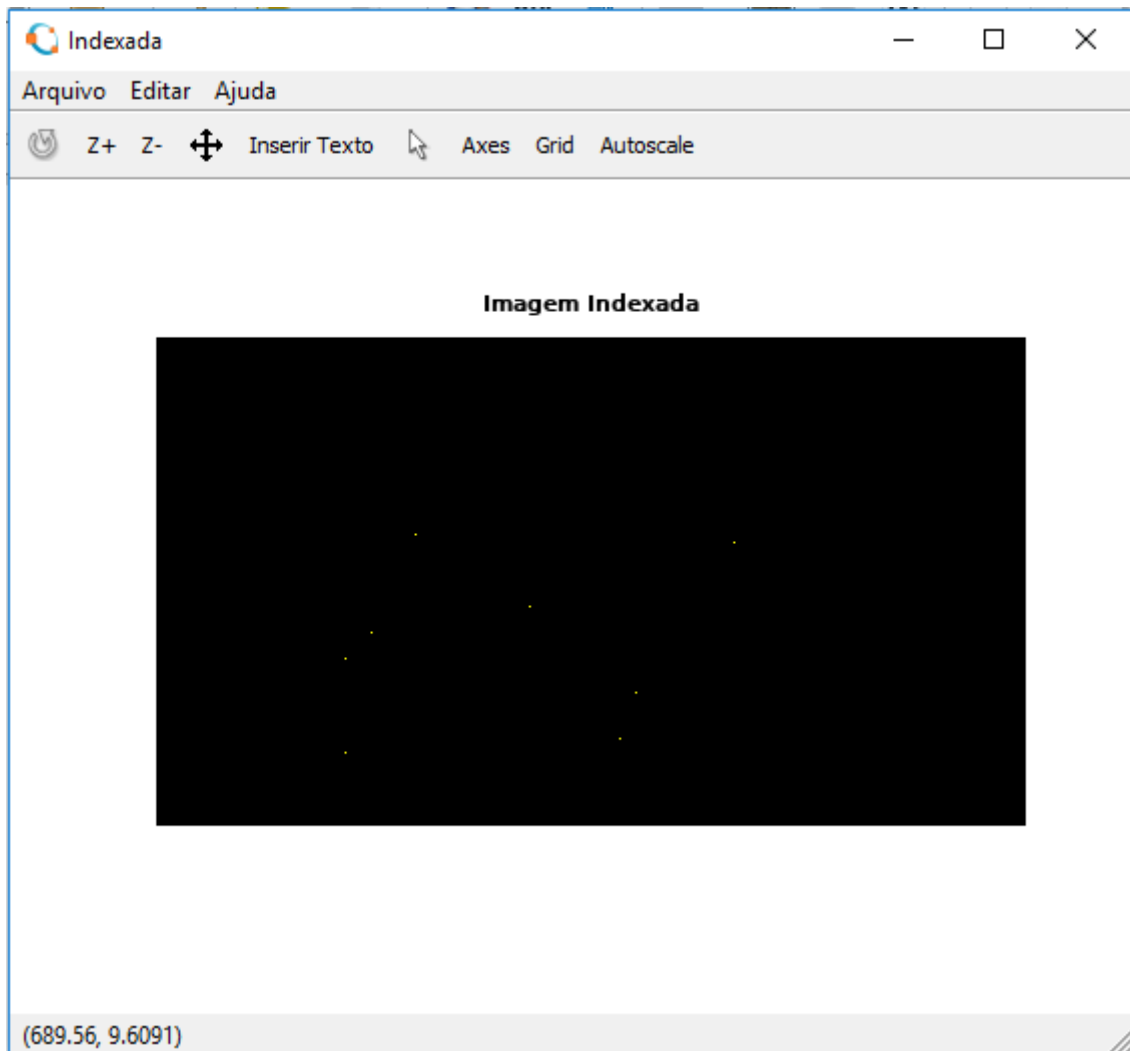 Indexada
Arquivo Editar Ajuda
Z+ Z- Inserir Texto Axes Grid Autoscale
Imagem Indexada
(689.56, 9.6091)